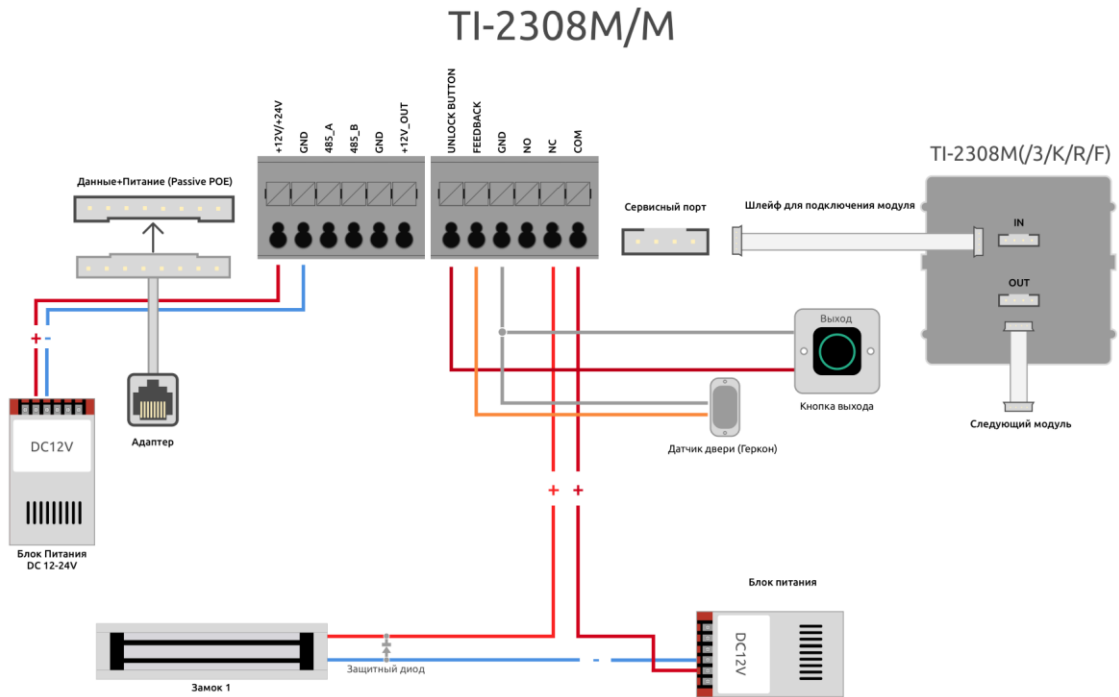 TI-2308M/M
+12V/+24V
GND
485_A
485_B
GND
+12V_OUT
UNLOCK BUTTON
FEEDBACK
GND
NO
NC
COM
TI-2308M(/3/K/R/F)
Данные+Питание (Passive POE)
Сервисный порт
Шлейф для подключения модуля
IN
OUT
+
-
Выход
Кнопка выхода
Следующий модуль
Адаптер
Датчик двери (Геркон)
DC12V
+
+
Блок Питания
DC 12-24V
Блок питания
DC12V
-
Защитный диод
Замок 1